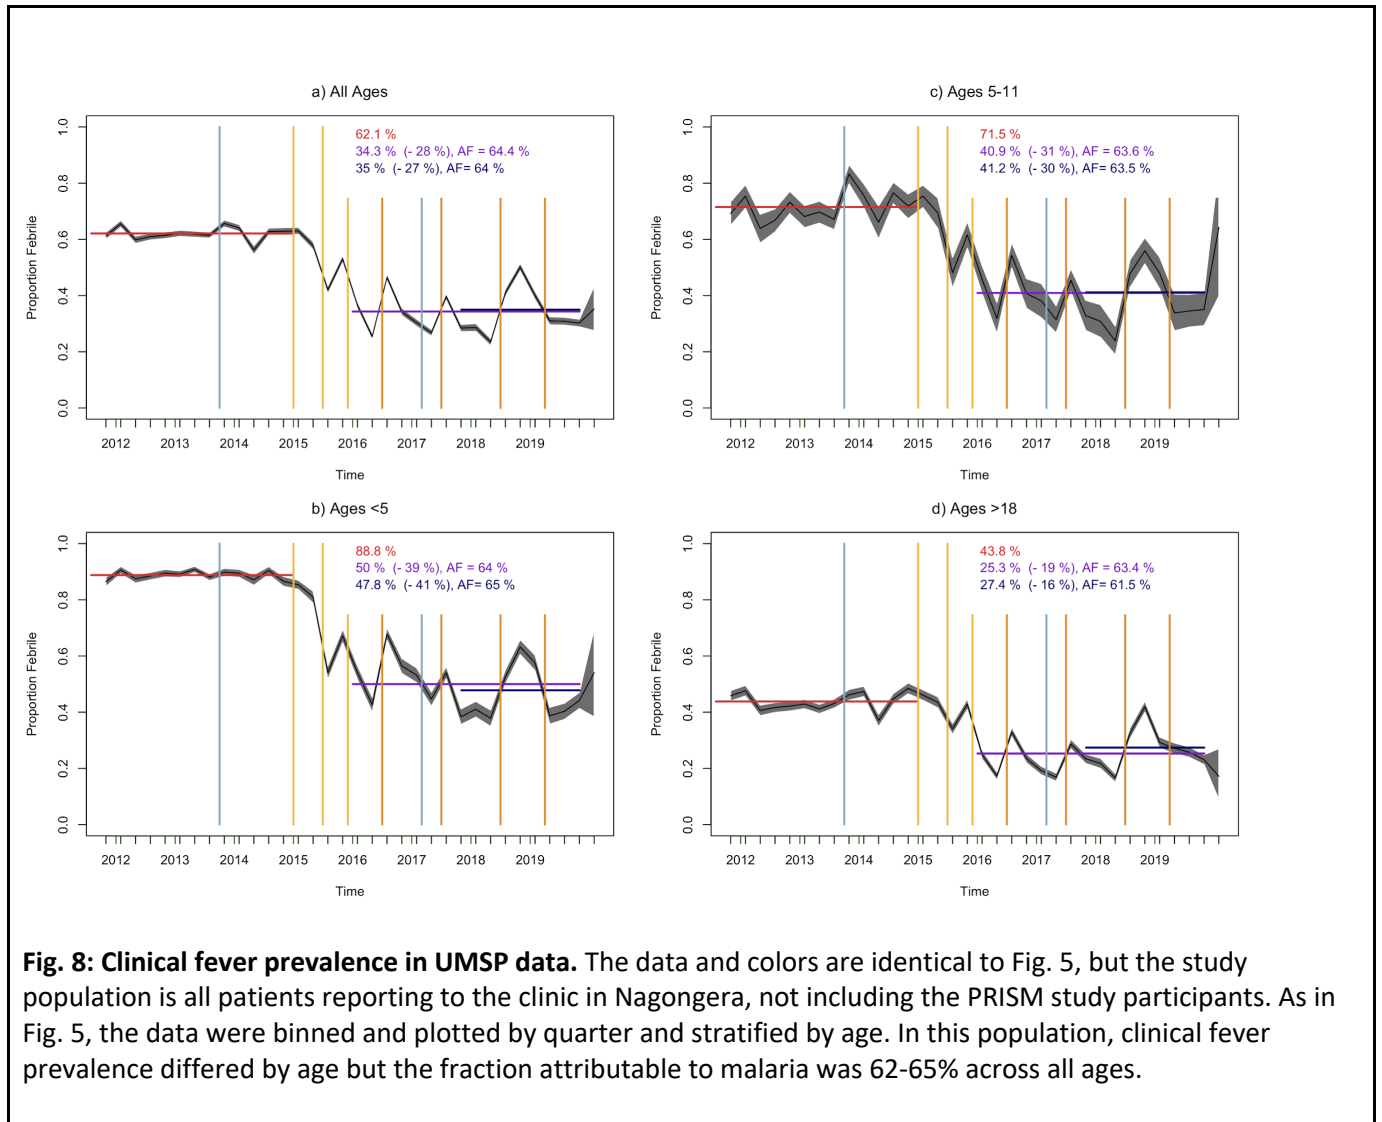 a) All Ages
62.1 %
34.3 % (- 28 %), AF = 64.4 %
35 % (- 27 %), AF= 64 %
Proportion Febrile
1.0
0.8
0.6
0.4
0.2
0.0
2012 2013 2014 2015 2016 2017 2018 2019
Time
c) Ages 5-11
71.5 %
40.9 % (- 31 %), AF = 63.6 %
41.2 % (- 30 %), AF= 63.5 %
Proportion Febrile
1.0
0.8
0.6
0.4
0.2
0.0
2012 2013 2014 2015 2016 2017 2018 2019
Time
b) Ages <5
88.8 %
50 % (- 39 %), AF = 64 %
47.8 % (- 41 %), AF= 65 %
Proportion Febrile
1.0
0.8
0.6
0.4
0.2
0.0
2012 2013 2014 2015 2016 2017 2018 2019
Time
d) Ages >18
43.8 %
25.3 % (- 19 %), AF = 63.4 %
27.4 % (- 16 %), AF= 61.5 %
Proportion Febrile
1.0
0.8
0.6
0.4
0.2
0.0
2012 2013 2014 2015 2016 2017 2018 2019
Time
Fig. 8: Clinical fever prevalence in UMSP data. The data and colors are identical to Fig. 5, but the study
population is all patients reporting to the clinic in Nagongera, not including the PRISM study participants. As in
Fig. 5, the data were binned and plotted by quarter and stratified by age. In this population, clinical fever
prevalence differed by age but the fraction attributable to malaria was 62-65% across all ages.